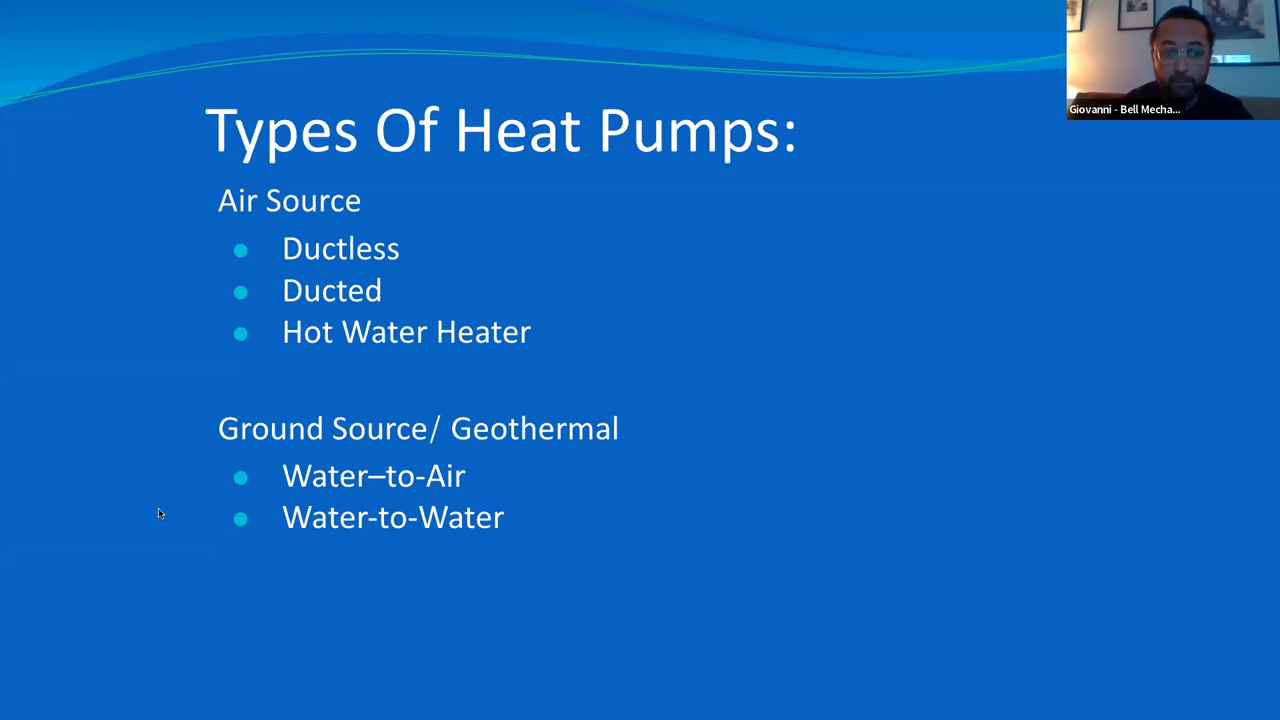 Types Of Heat Pumps:
Air Source
Ductless
Ducted
Hot Water Heater
Ground Source/ Geothermal
Water–to-Air
Water-to-Water
Giovanni - Bell Mecha...